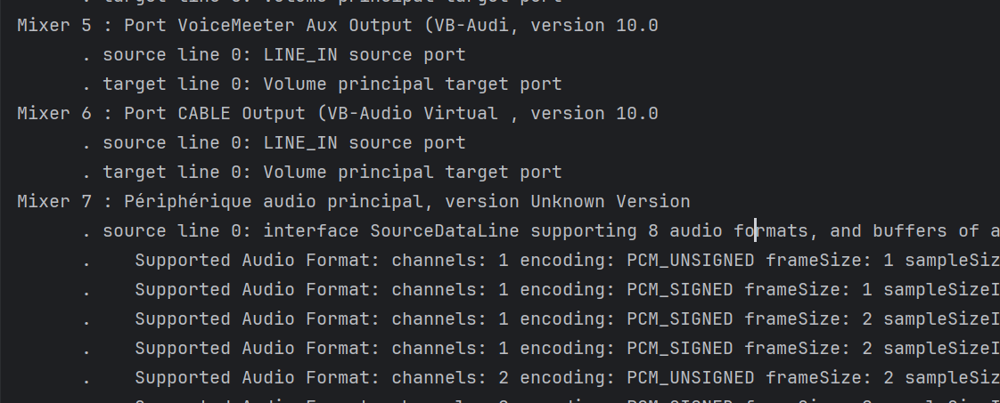 . target line 0: Volume principal target port
Mixer 5 : Port VoiceMeeter Aux Output (VB-Audi, version 10.0
. source line 0: LINE_IN source port
. target line 0: Volume principal target port
Mixer 6 : Port CABLE Output (VB-Audio Virtual , version 10.0
. source line 0: LINE_IN source port
. target line 0: Volume principal target port
Mixer 7 : Périphérique audio principal, version Unknown Version
. source line 0: interface SourceDataLine supporting 8 audio formats, and buffers of a
. Supported Audio Format: channels: 1 encoding: PCM_UNSIGNED frameSize: 1 sampleSiz
. Supported Audio Format: channels: 1 encoding: PCM_SIGNED frameSize: 1 sampleSizeI
. Supported Audio Format: channels: 1 encoding: PCM_SIGNED frameSize: 2 sampleSizeI
. Supported Audio Format: channels: 1 encoding: PCM_SIGNED frameSize: 2 sampleSizeI
. Supported Audio Format: channels: 2 encoding: PCM_UNSIGNED frameSize: 2 sampleSiz